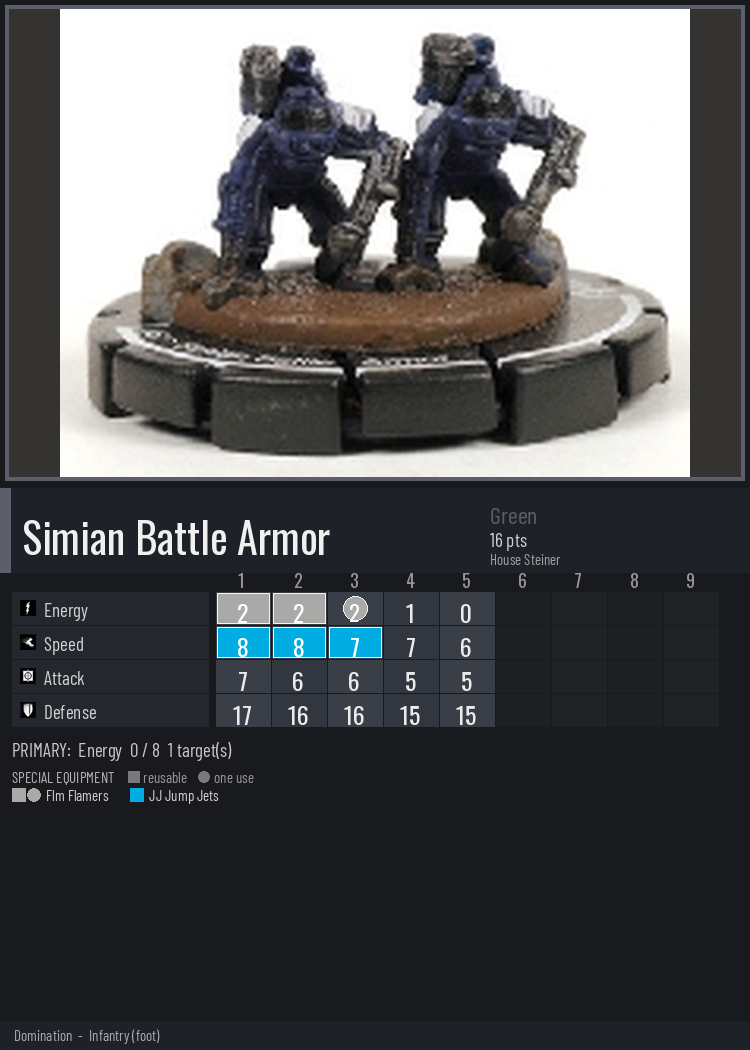 Simian Battle Armor
Green
16 pts
House Steiner
1 2 3 4 5 6 7 8 9
Energy 2 2 2 1 0
Speed 8 8 7 7 6
Attack 7 6 6 5 5
Defense 17 16 16 15 15
PRIMARY: Energy 0 / 8 1 target(s)
SPECIAL EQUIPMENT reusable one use
Flm Flamers JJ Jump Jets
Domination - Infantry (foot)